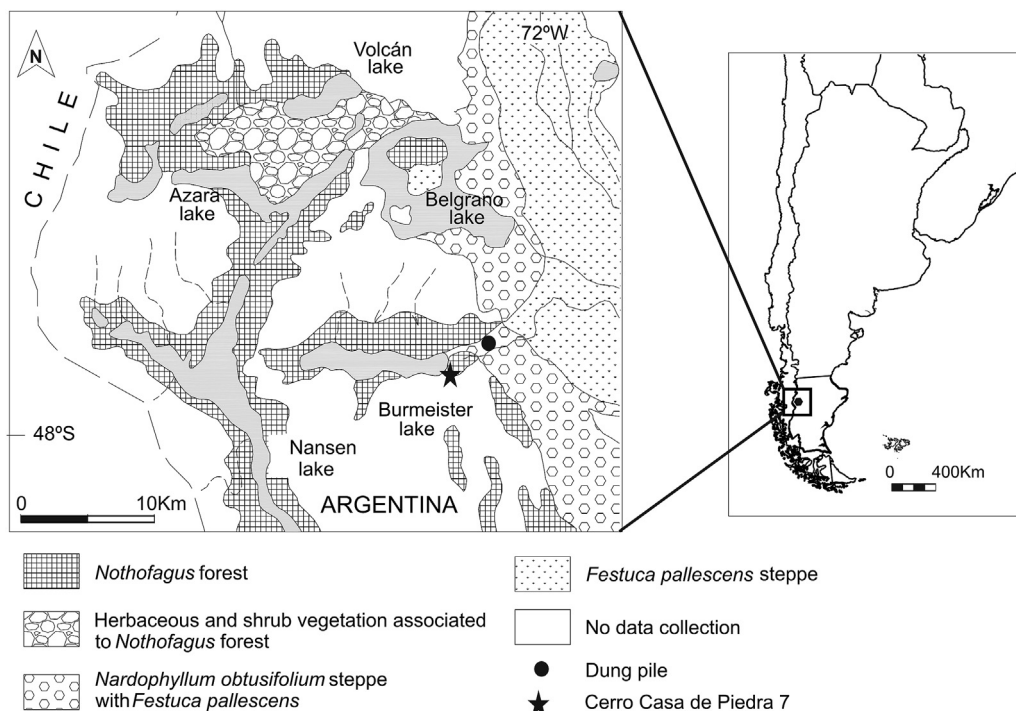 N
CHILE
Volcán
lake
72ºW
Azara
lake
Belgrano
lake
Burmeister
lake
48ºS
Nansen
lake
0 10Km
ARGENTINA
0 400Km
Nothofagus forest
Herbaceous and shrub vegetation associated
to Nothofagus forest
Nardophyllum obtusifolium steppe
with Festuca pallescens
Festuca pallescens steppe
No data collection
Dung pile
Cerro Casa de Piedra 7